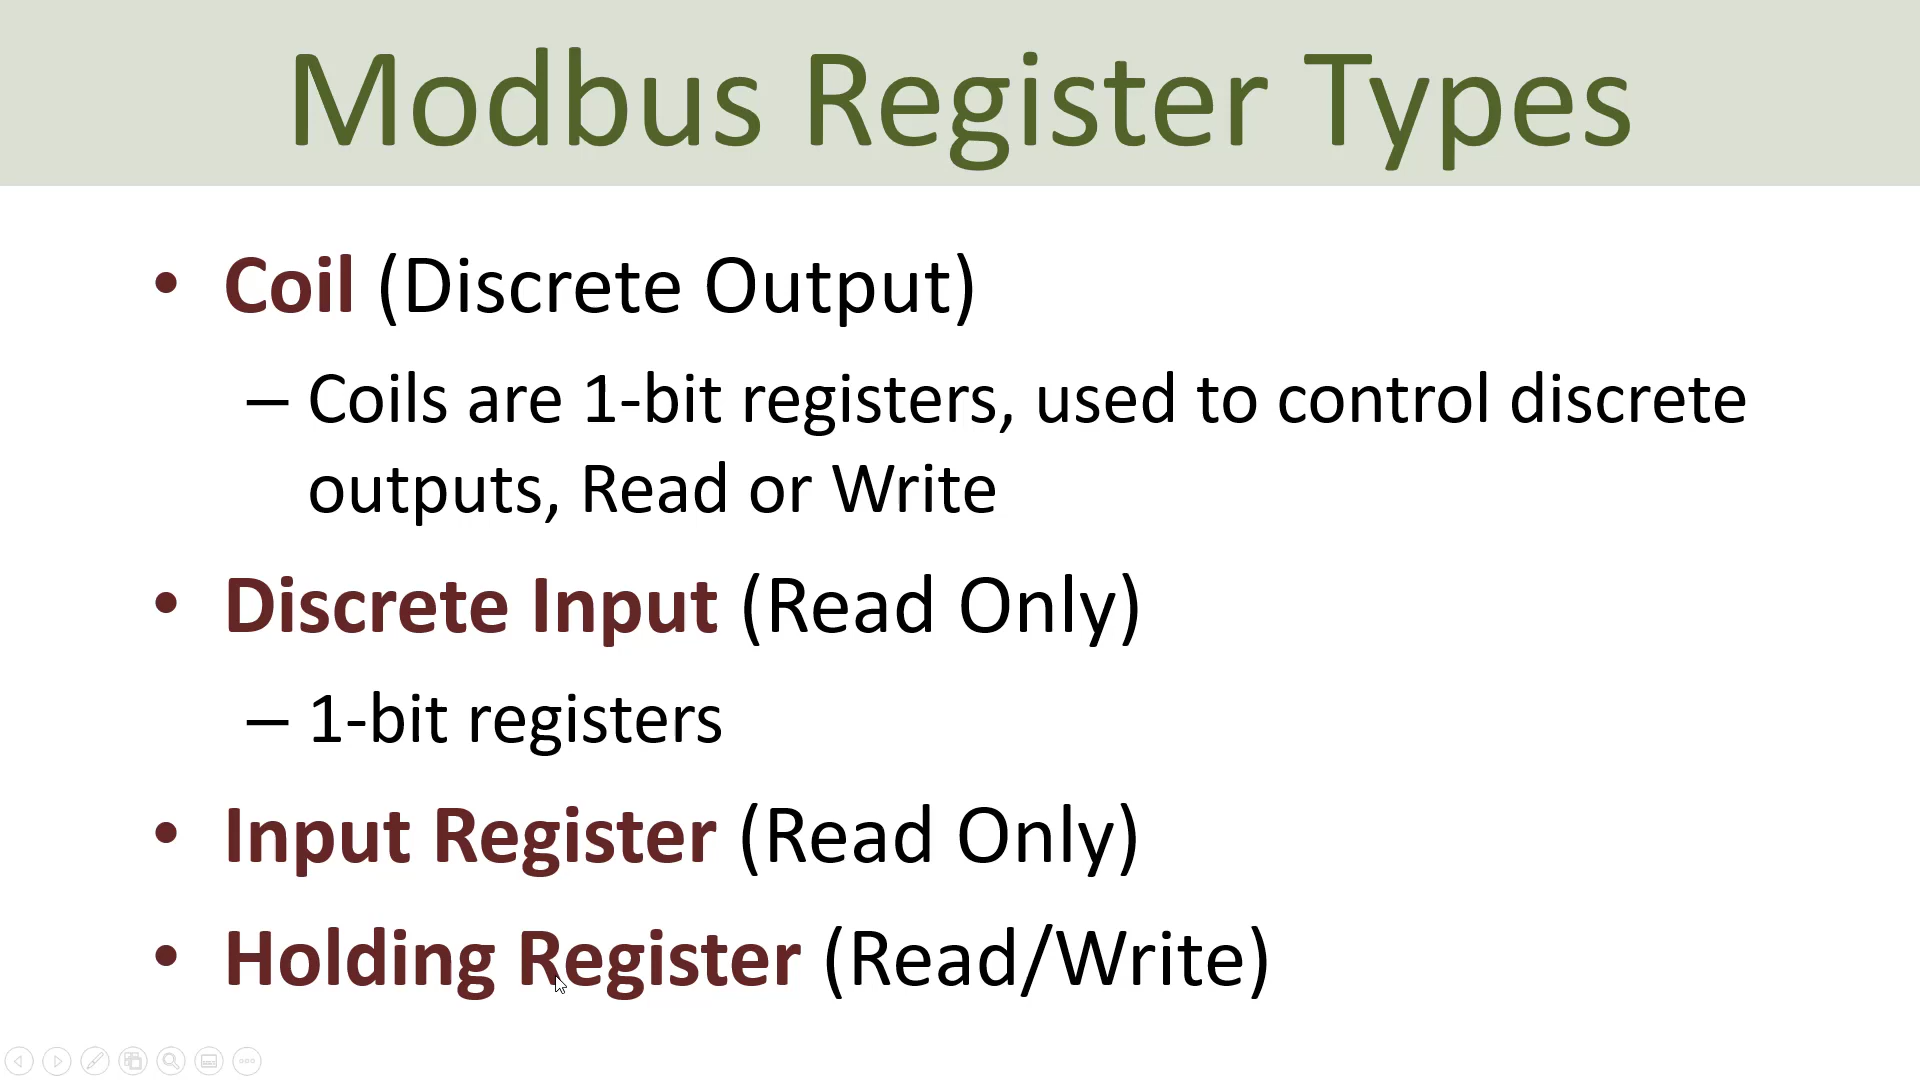 Modbus Register Types
• Coil (Discrete Output)
– Coils are 1-bit registers, used to control discrete
outputs, Read or Write
• Discrete Input (Read Only)
– 1-bit registers
• Input Register (Read Only)
• Holding Register (Read/Write)